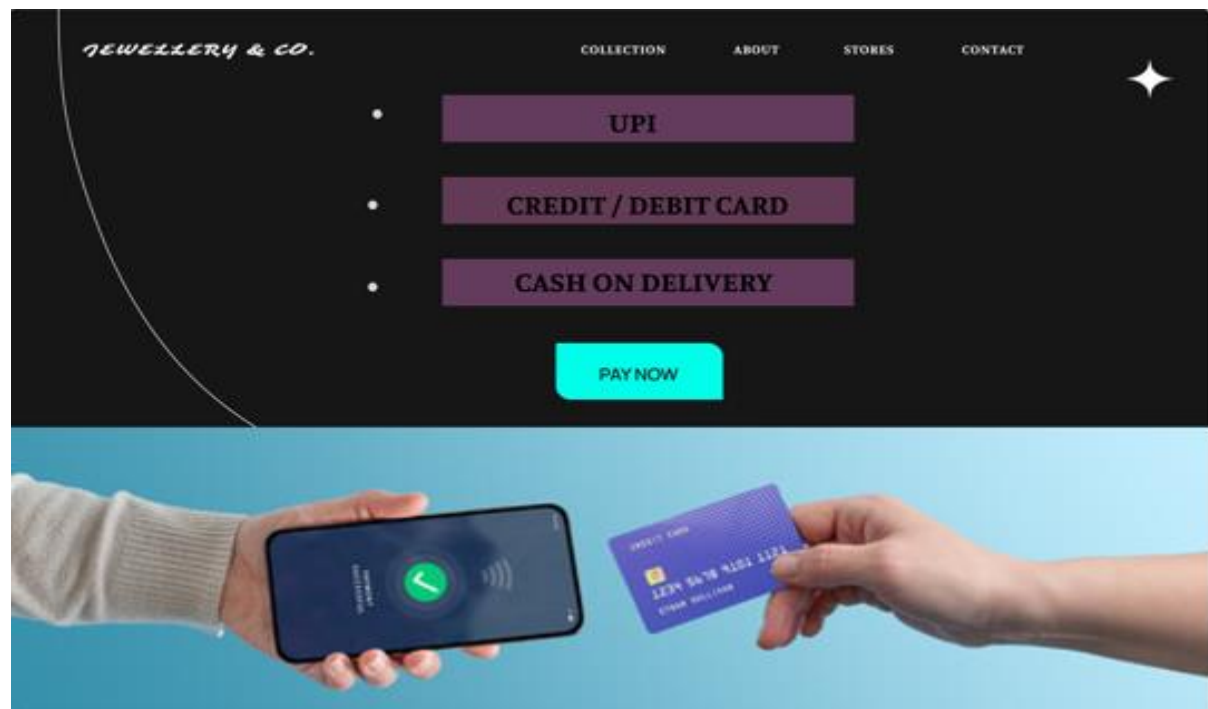 JEWELLERY & CO.
COLLECTION ABOUT STORES CONTACT
UPI
CREDIT / DEBIT CARD
CASH ON DELIVERY
PAY NOW
CREDIT CARD
1234 5678 9101 1121